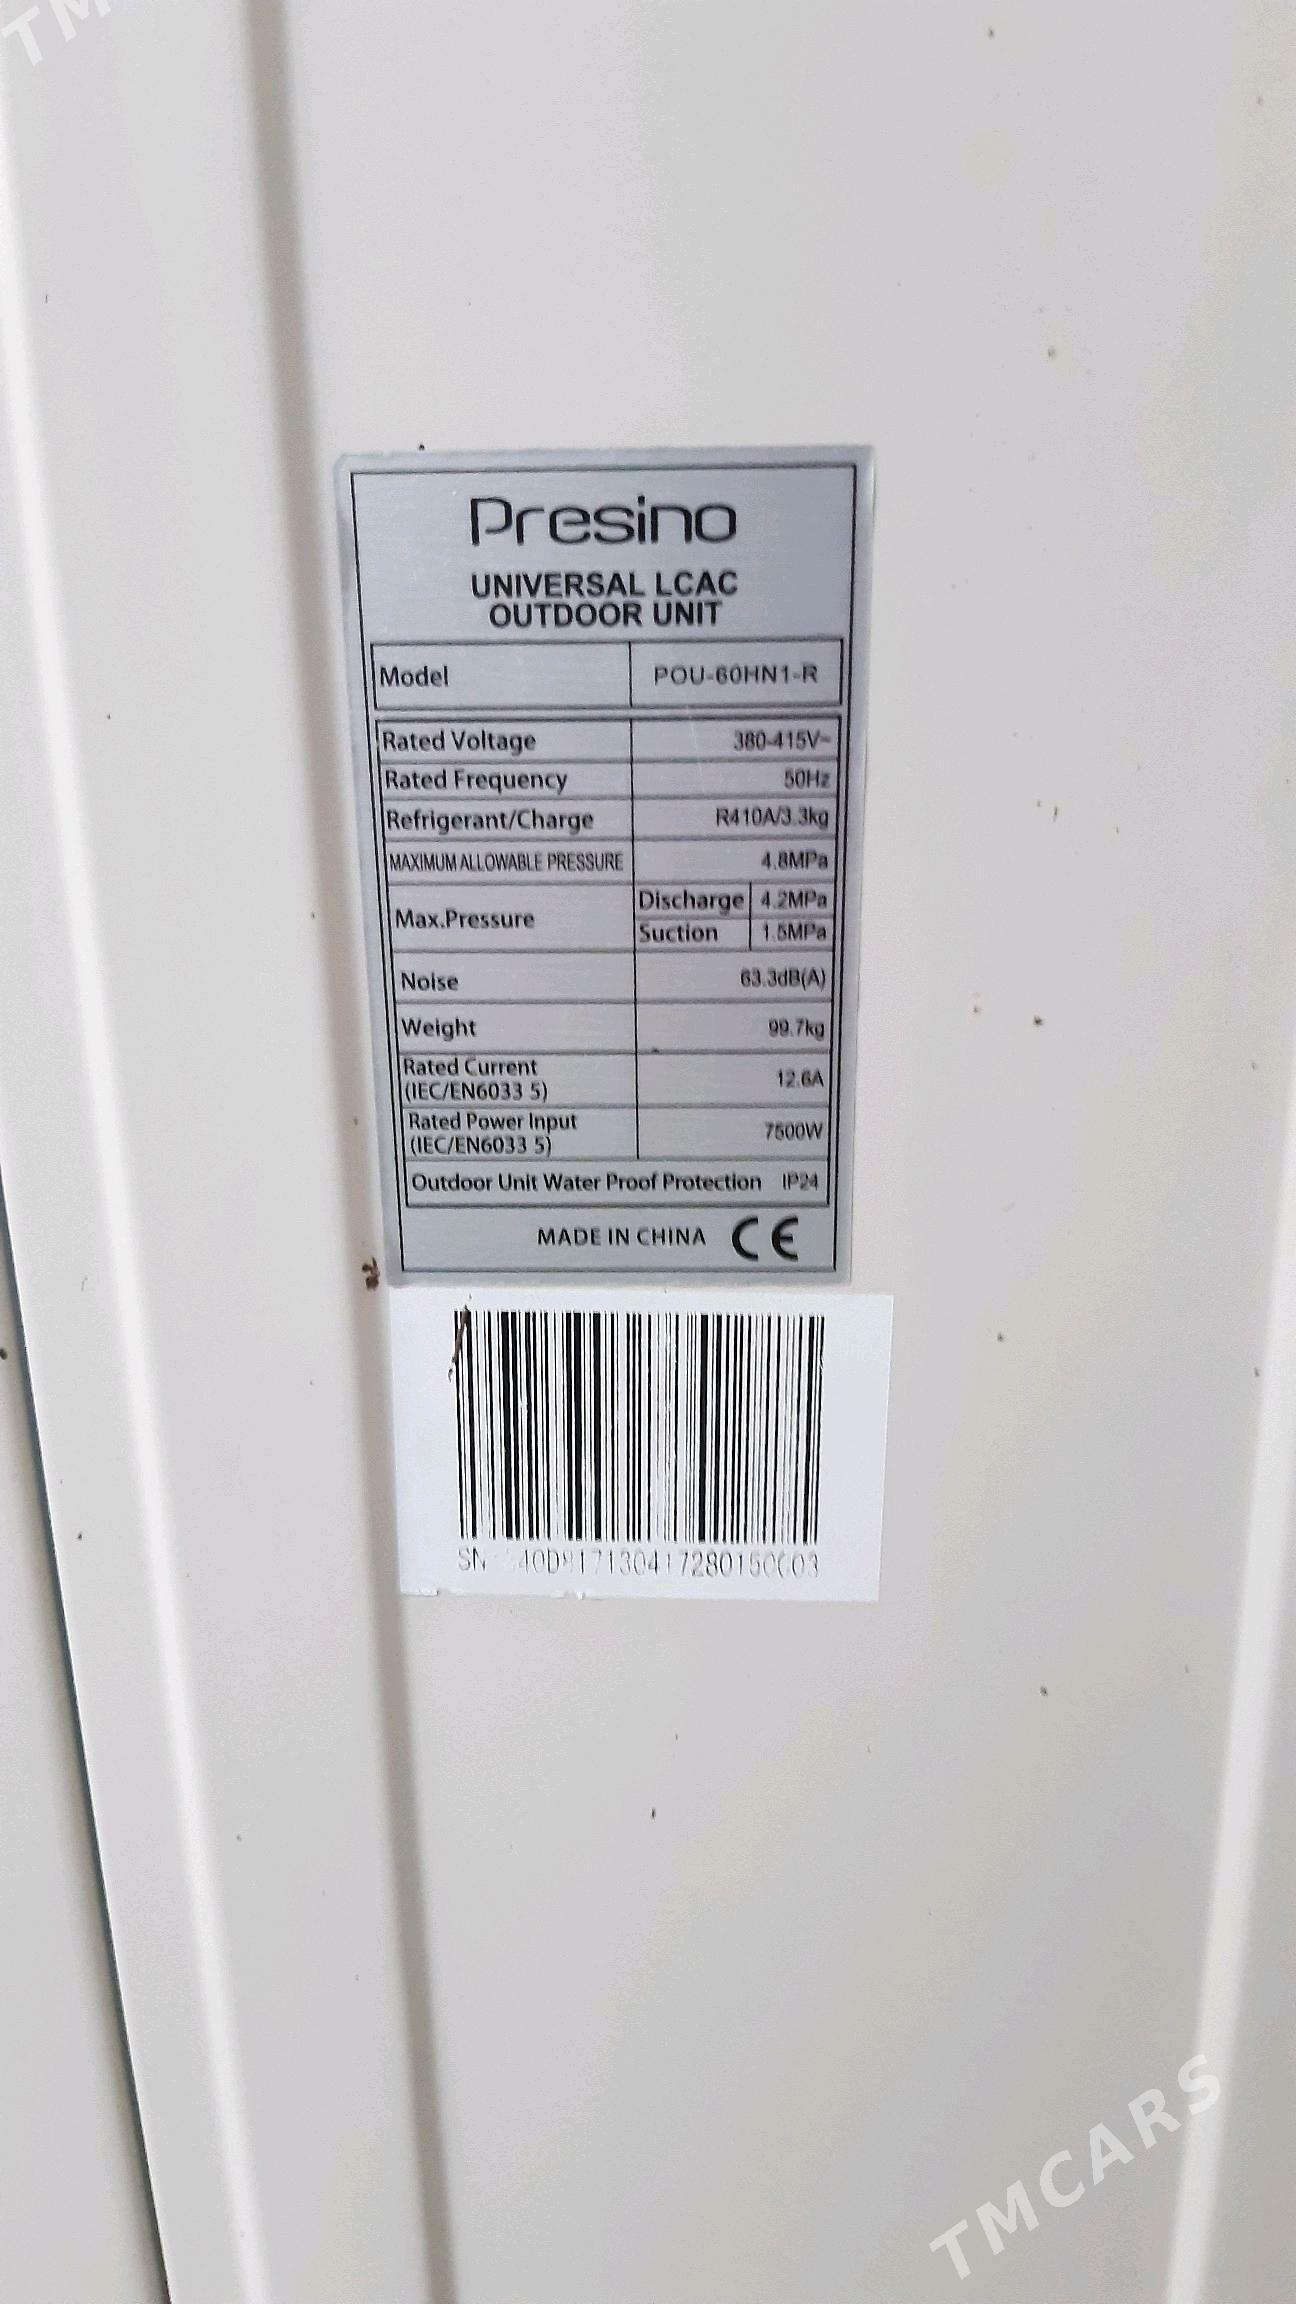 TM
Presino
UNIVERSAL LCAC
OUTDOOR UNIT
Model POU-60HN1-R
Rated Voltage 380-415V~
Rated Frequency 50Hz
Refrigerant/Charge R410A/3.3kg
MAXIMUM ALLOWABLE PRESSURE 4.8MPa
Max.Pressure Discharge 4.2MPa
Suction 1.5MPa
Noise 63.3dB(A)
Weight 99.7kg
Rated Current 12.6A
(IEC/EN6033 5)
Rated Power Input 7500W
(IEC/EN6033 5)
Outdoor Unit Water Proof Protection IP24
MADE IN CHINA CE
SN
TMCARS